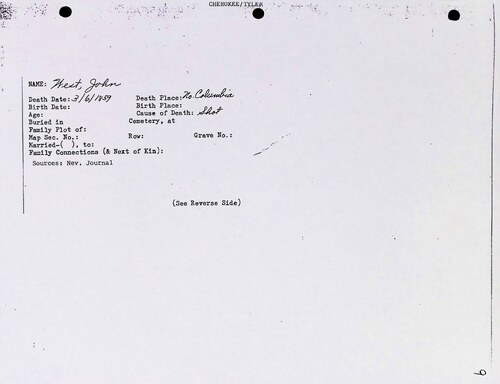 CHEROKEE/TYLER
NAME: West, John
Death Date: 3/6/1859 Death Place: No. Columbia
Birth Date: Birth Place:
Age: Cause of Death: Shot
Buried in Cemetery, at
Family Plot of:
Map Sec. No.: Row: Grave No.:
Married-( ), to:
Family Connections (& Next of Kin):
Sources: Nev. Journal
(See Reverse Side)